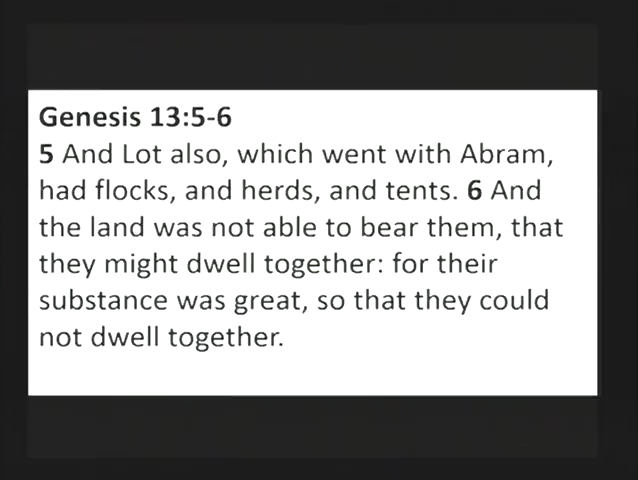 Genesis 13:5-6
5 And Lot also, which went with Abram,
had flocks, and herds, and tents. 6 And
the land was not able to bear them, that
they might dwell together: for their
substance was great, so that they could
not dwell together.